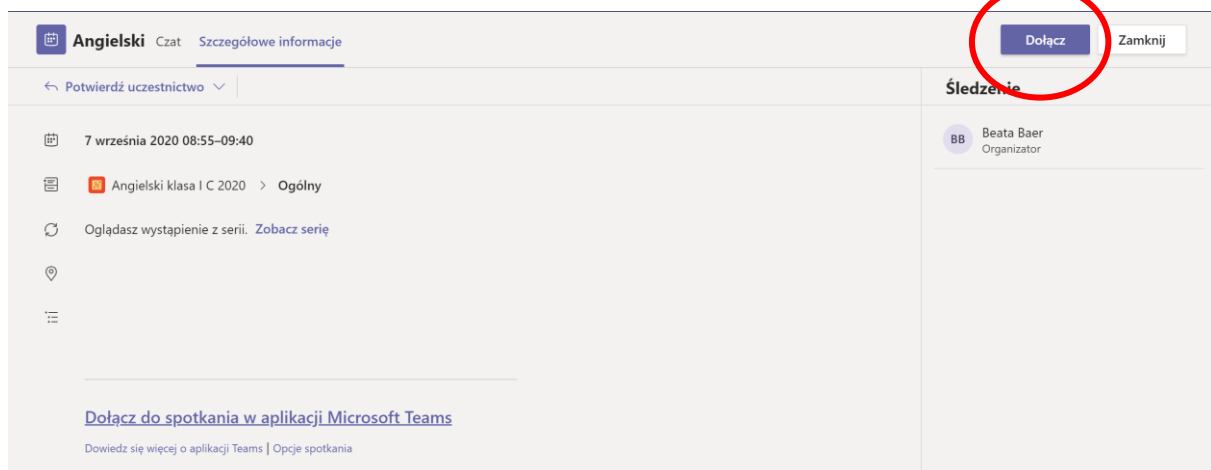 Angielski Czat Szczegółowe informacje
Dołącz Zamknij
Potwierdź uczestnictwo
Śledzenie
7 września 2020 08:55–09:40
BB Beata Baer
Organizator
Angielski klasa I C 2020 > Ogólny
Oglądasz wystąpienie z serii. Zobacz serię
Dołącz do spotkania w aplikacji Microsoft Teams
Dowiedz się więcej o aplikacji Teams | Opcje spotkania